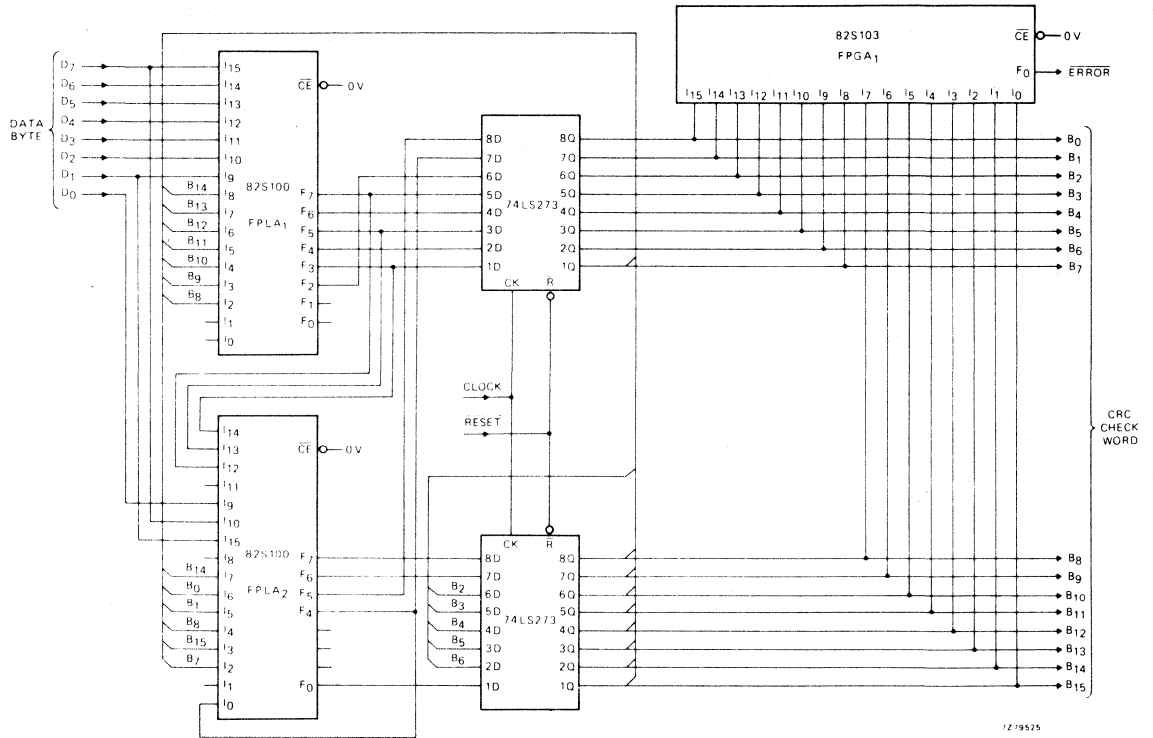 82S103
FPGA1
CE
0V
F0
ERROR
I15 I14 I13 I12 I11 I10 I9 I8 I7 I6 I5 I4 I3 I2 I1 I0
DATA
BYTE
D7
D6
D5
D4
D3
D2
D1
D0
B14
B13
B12
B11
B10
B9
B8
I15
I14
I13
I12
I11
I10
I9
I8
I7
I6
I5
I4
I3
I2
I1
I0
82S100
FPLA1
CE
0V
F7
F6
F5
F4
F3
F2
F1
F0
8D
7D
6D
5D
4D
3D
2D
1D
74LS273
8Q
7Q
6Q
5Q
4Q
3Q
2Q
1Q
CK
R
B0
B1
B2
B3
B4
B5
B6
B7
CLOCK
RESET
CRC
CHECK
WORD
I14
I13
I12
I11
I9
I10
I15
I8
I7
I6
I5
I4
I3
I2
I1
I0
B14
B0
B1
B8
B15
B7
82S100
FPLA2
CE
0V
F7
F6
F5
F4
F0
B2
B3
B4
B5
B6
CK
R
8D
7D
6D
5D
4D
3D
2D
1D
74LS273
8Q
7Q
6Q
5Q
4Q
3Q
2Q
1Q
B8
B9
B10
B11
B12
B13
B14
B15
7Z79525